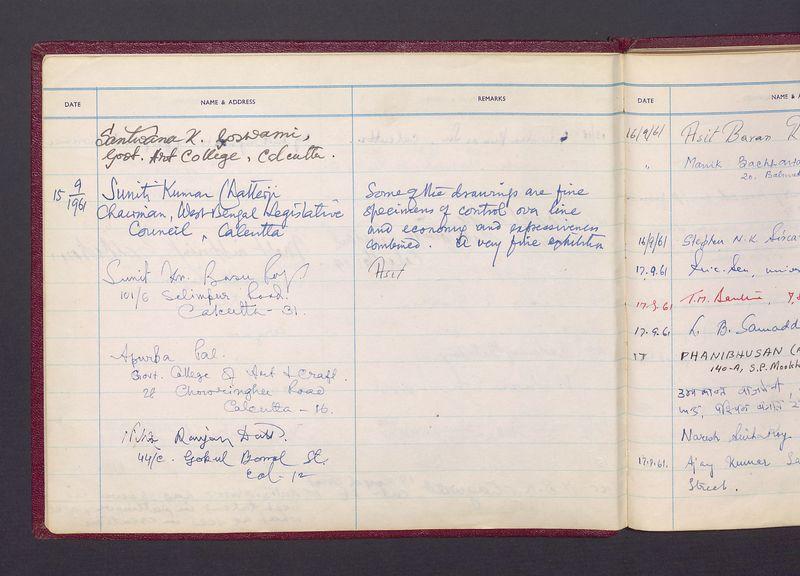 DATE NAME & ADDRESS REMARKS
Santwana K. Goswami,
Govt. Art College, Calcutta.
15 9/1961 Suniti Kumar Chatterji
Chairman, West Bengal Legislative
Council, Calcutta
Some of the drawings are fine
specimens of control over line
and economy and expressiveness
combined. A very fine exhibition
Sunit Kr. Basu Roy
101/E Selimpur Road.
Calcutta - 31.
Asit
Apurba Pal.
Govt. College of Art & Craft.
28 Chowringhee Road
Calcutta - 16.
Ranjan Dutt.
44/C. Gokul Boral St.
Cal - 12
DATE NAME &
16/9/61 Asit Baran
" Manik
20.
16/9/61 Stephen N.K.
17.9.61
17.9.61 T.M.
17.9.61 L. B. Samadd
17 PHANIBHUSAN
140-A, S.P. Mookh
Naresh
17.9.61. Ajay Kumar
Street.